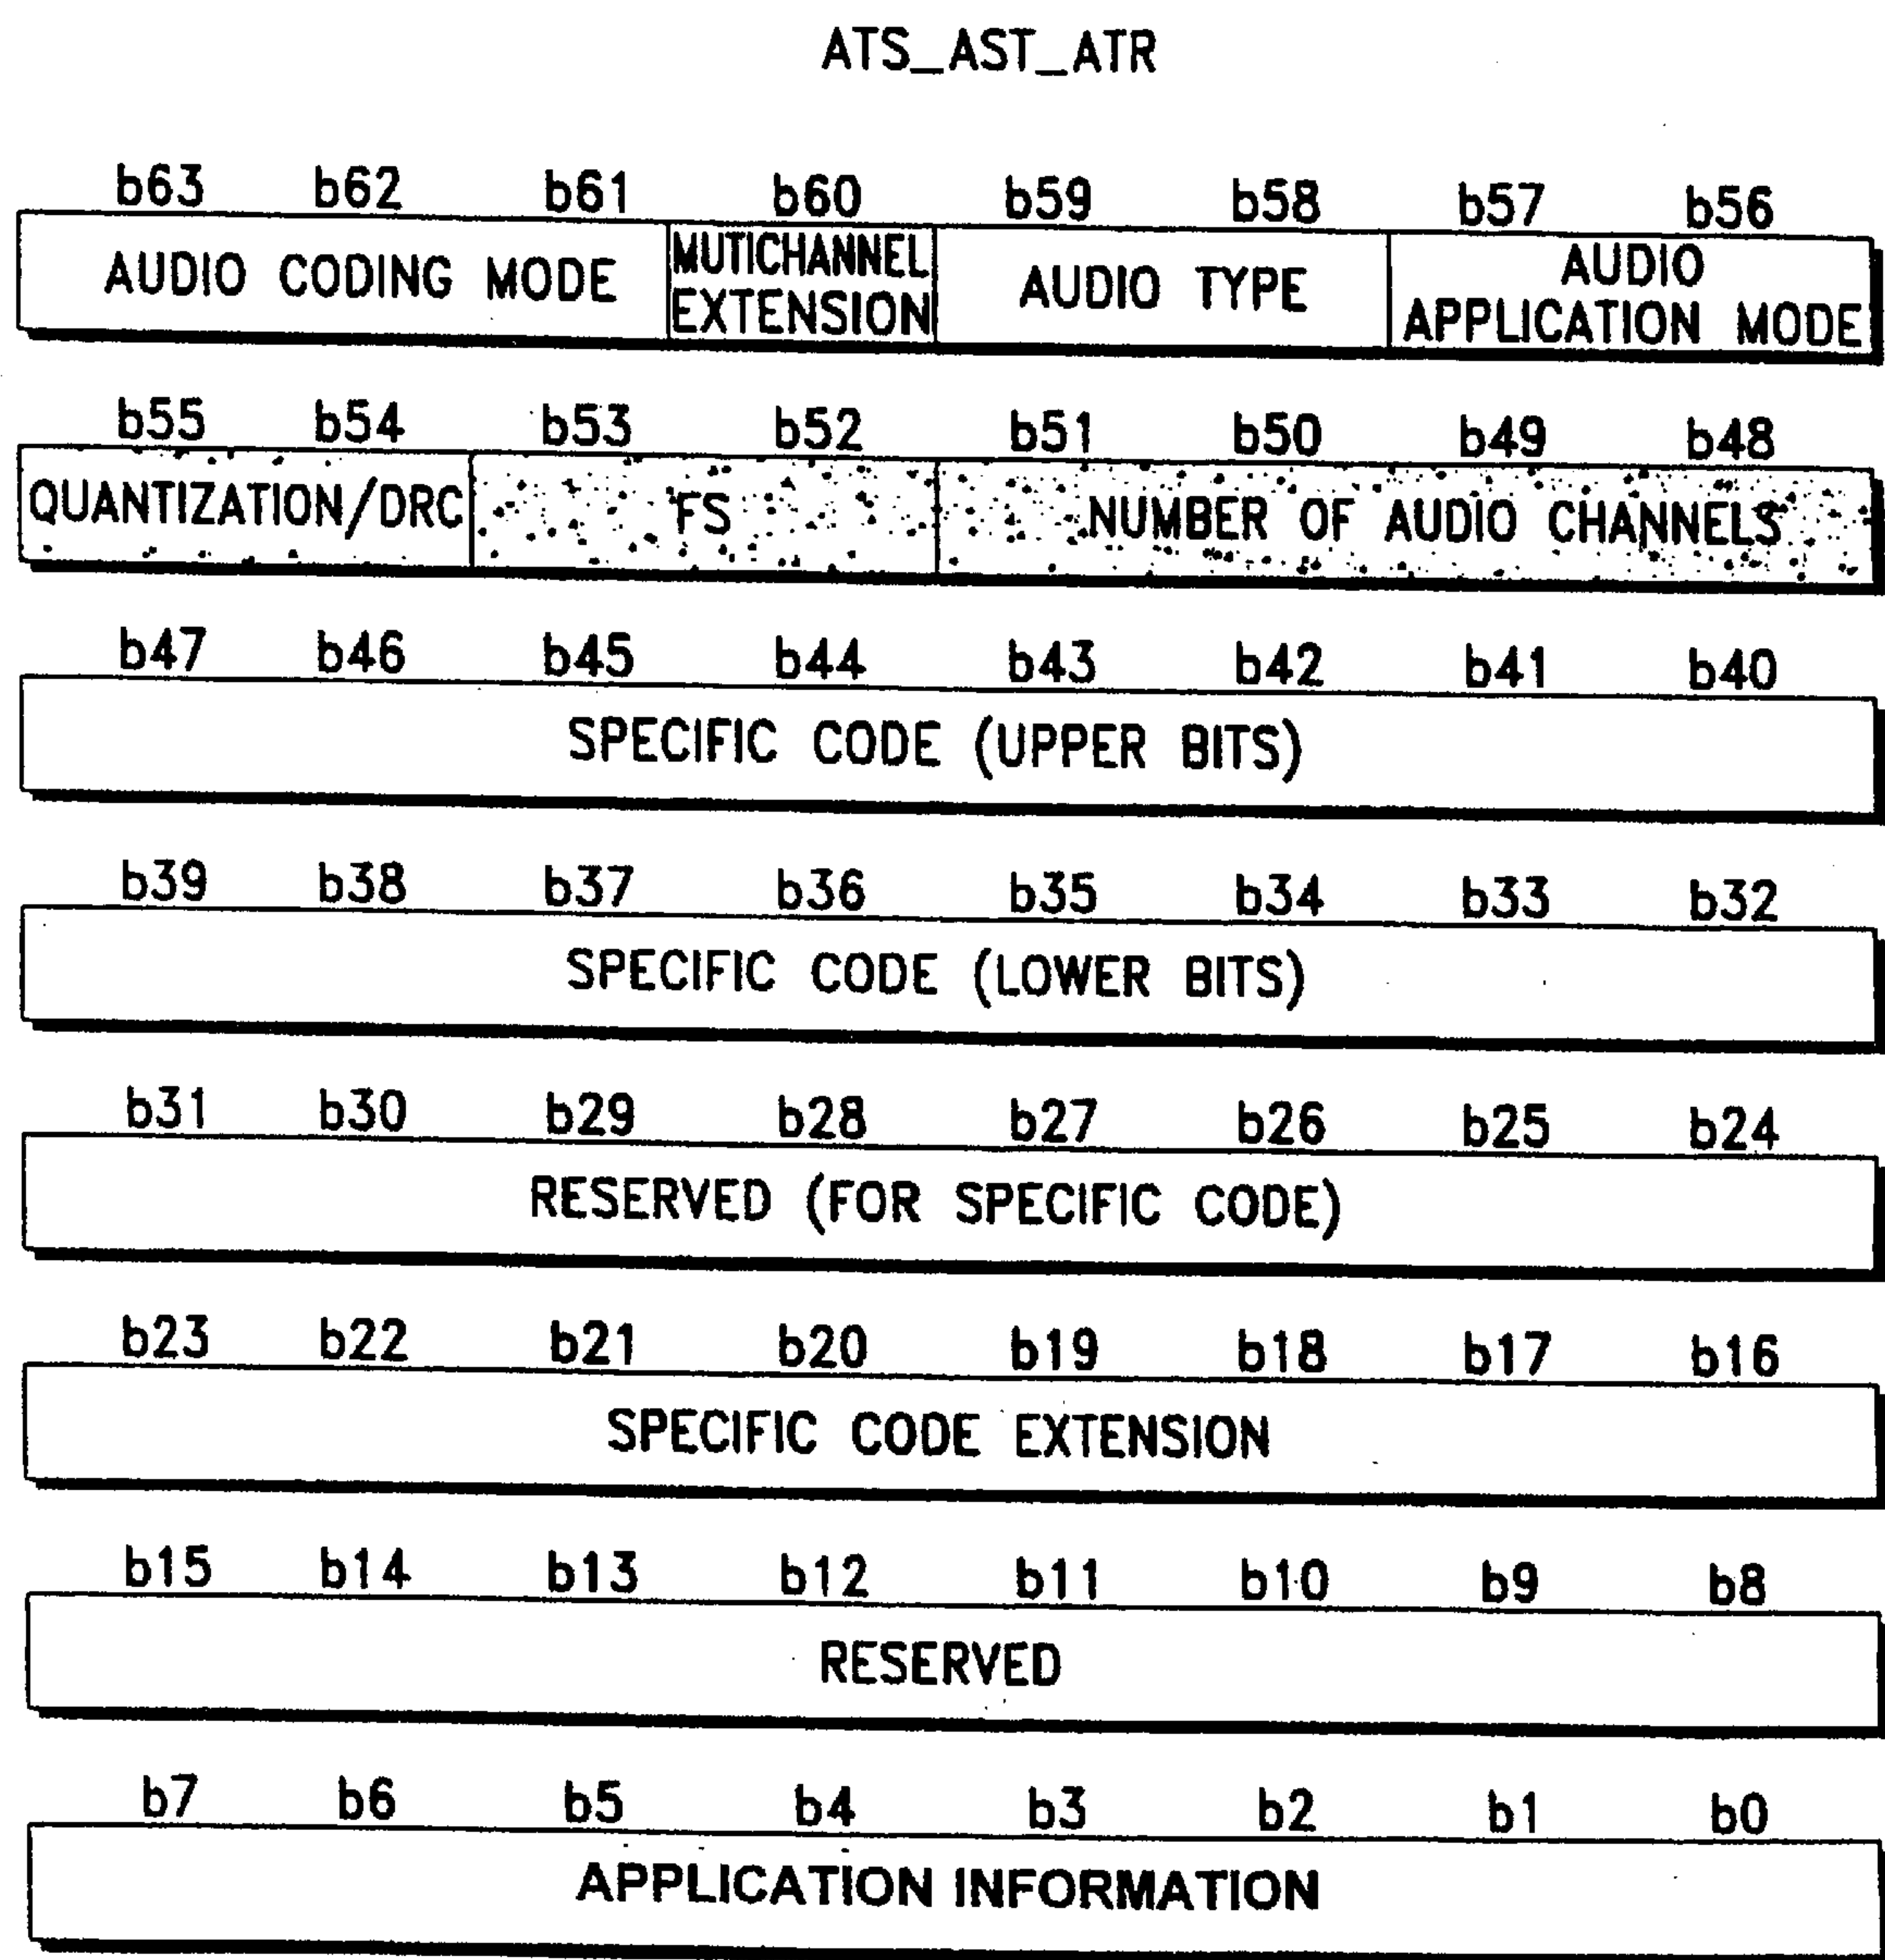 ATS_AST_ATR
b63 b62 b61 b60 b59 b58 b57 b56
AUDIO CODING MODE
MUTICHANNEL
EXTENSION
AUDIO TYPE
AUDIO
APPLICATION MODE
b55 b54 b53 b52 b51 b50 b49 b48
QUANTIZATION/DRC FS NUMBER OF AUDIO CHANNELS
b47 b46 b45 b44 b43 b42 b41 b40
SPECIFIC CODE (UPPER BITS)
b39 b38 b37 b36 b35 b34 b33 b32
SPECIFIC CODE (LOWER BITS)
b31 b30 b29 b28 b27 b26 b25 b24
RESERVED (FOR SPECIFIC CODE)
b23 b22 b21 b20 b19 b18 b17 b16
SPECIFIC CODE EXTENSION
b15 b14 b13 b12 b11 b10 b9 b8
RESERVED
b7 b6 b5 b4 b3 b2 b1 b0
APPLICATION INFORMATION